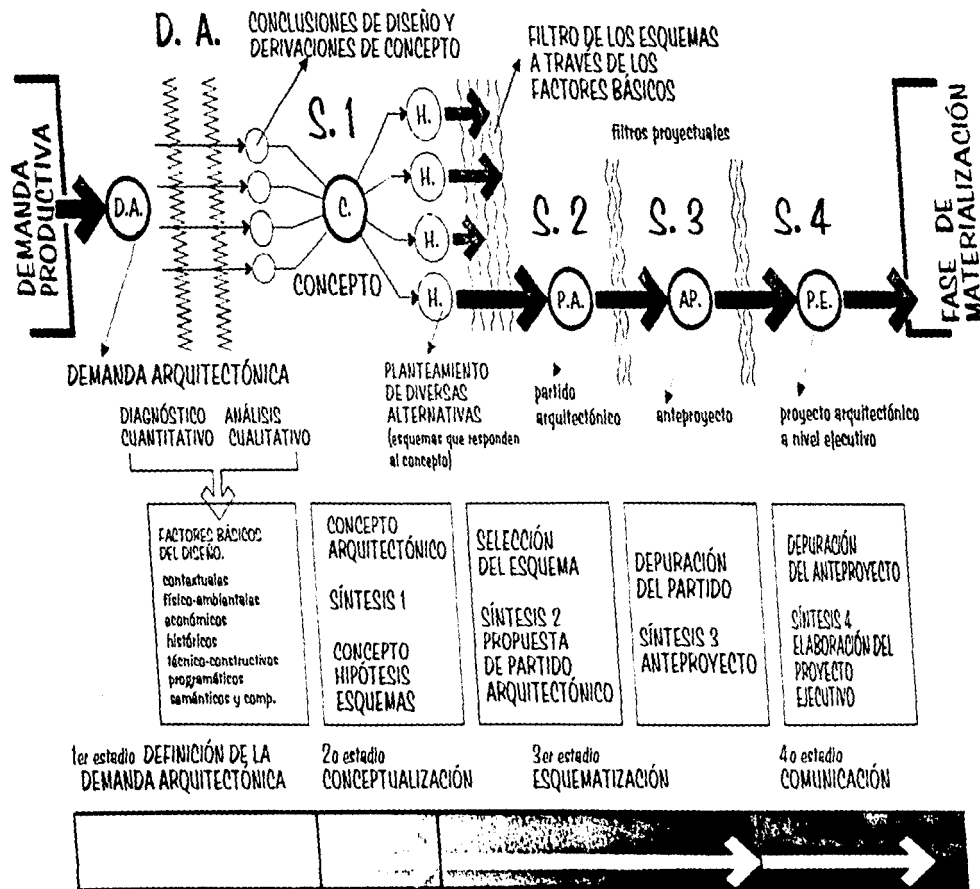 D. A.
CONCLUSIONES DE DISEÑO Y
DERIVACIONES DE CONCEPTO
FILTRO DE LOS ESQUEMAS
A TRAVÉS DE LOS
FACTORES BÁSICOS
filtros proyectuales
DEMANDA
PRODUCTIVA
D.A.
S. 1
C.
CONCEPTO
H.
H.
H.
H.
S. 2
S. 3
S. 4
P.A.
AP.
P.E.
FASE DE
MATERIALIZACIÓN
DEMANDA ARQUITECTÓNICA
DIAGNÓSTICO
CUANTITATIVO
ANÁLISIS
CUALITATIVO
PLANTEAMIENTO
DE DIVERSAS
ALTERNATIVAS
(esquemas que responden
al concepto)
partido
arquitectónico
anteproyecto
proyecto arquitectónico
a nivel ejecutivo
FACTORES BÁSICOS
DEL DISEÑO.
contextuales
físico-ambientales
económicos
históricos
técnico-constructivos
programáticos
semánticos y comp.
CONCEPTO
ARQUITECTÓNICO
SÍNTESIS 1
CONCEPTO
HIPÓTESIS
ESQUEMAS
SELECCIÓN
DEL ESQUEMA
SÍNTESIS 2
PROPUESTA
DE PARTIDO
ARQUITECTÓNICO
DEPURACIÓN
DEL PARTIDO
SÍNTESIS 3
ANTEPROYECTO
DEPURACIÓN
DEL ANTEPROYECTO
SÍNTESIS 4
ELABORACIÓN DEL
PROYECTO
EJECUTIVO
1er estadio DEFINICIÓN DE LA
DEMANDA ARQUITECTÓNICA
2o estadio
CONCEPTUALIZACIÓN
3er estadio
ESQUEMATIZACIÓN
4o estadio
COMUNICACIÓN